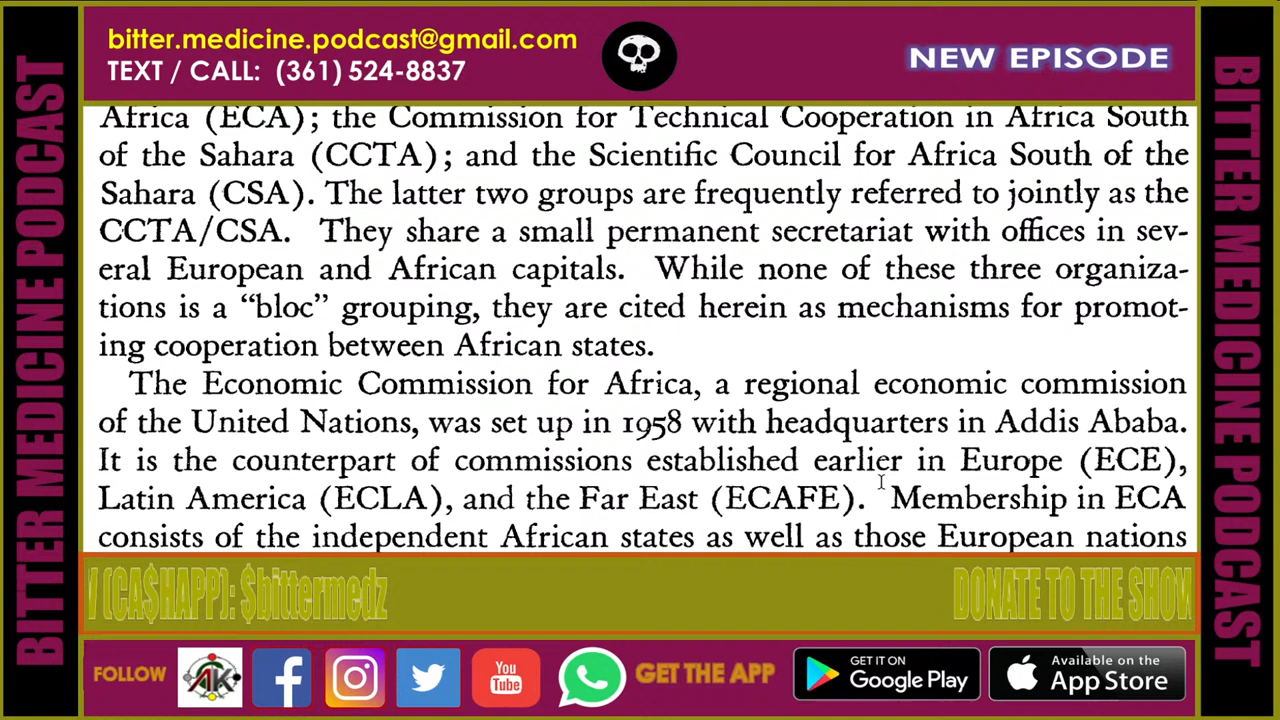 bitter.medicine.podcast@gmail.com
TEXT / CALL: (361) 524-8837
NEW EPISODE
BITTER MEDICINE PODCAST
Africa (ECA); the Commission for Technical Cooperation in Africa South
of the Sahara (CCTA); and the Scientific Council for Africa South of the
Sahara (CSA). The latter two groups are frequently referred to jointly as the
CCTA/CSA. They share a small permanent secretariat with offices in sev-
eral European and African capitals. While none of these three organiza-
tions is a “bloc” grouping, they are cited herein as mechanisms for promot-
ing cooperation between African states.
The Economic Commission for Africa, a regional economic commission
of the United Nations, was set up in 1958 with headquarters in Addis Ababa.
It is the counterpart of commissions established earlier in Europe (ECE),
Latin America (ECLA), and the Far East (ECAFE). Membership in ECA
consists of the independent African states as well as those European nations
BITTER MEDICINE PODCAST
(CA$HAPP): $bittermedz
DONATE TO THE SHOW
FOLLOW
ATK
You
Tube
GET THE APP
GET IT ON
Google Play
Available on the
App Store